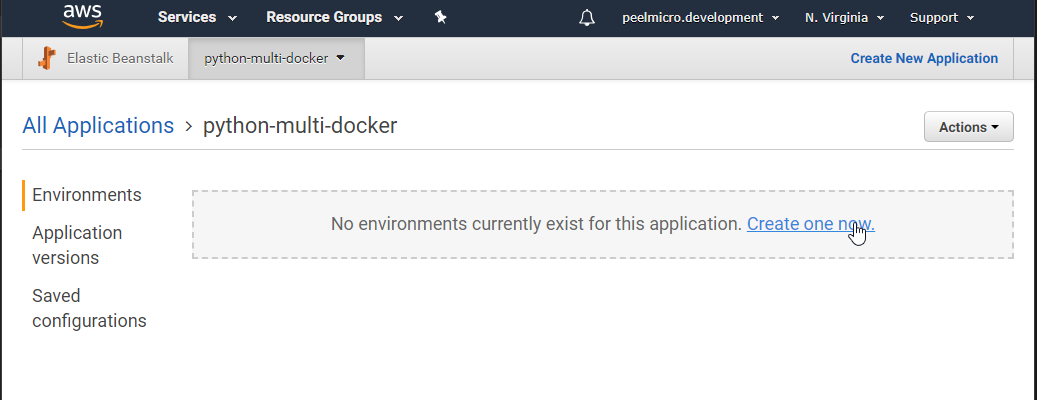 aws Services Resource Groups peelmicro.development N. Virginia Support
Elastic Beanstalk python-multi-docker Create New Application
All Applications > python-multi-docker Actions
Environments
No environments currently exist for this application. Create one now.
Application
versions
Saved
configurations